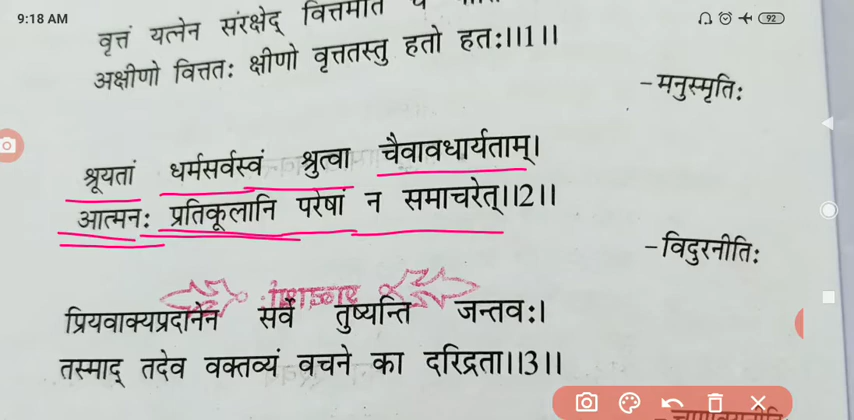 9:18 AM
92
वृत्तं यत्नेन संरक्षेद् वित्तमेति च
अक्षीणो वित्ततः क्षीणो वृत्ततस्तु हतो हतः।।1।।
-मनुस्मृतिः
श्रूयतां धर्मसर्वस्वं श्रुत्वा चैवावधार्यताम्।
आत्मनः प्रतिकूलानि परेषां न समाचरेत्।।2।।
-विदुरनीतिः
प्रियवाक्यप्रदानेन सर्वे तुष्यन्ति जन्तवः।
तस्माद् तदेव वक्तव्यं वचने का दरिद्रता।।3।।